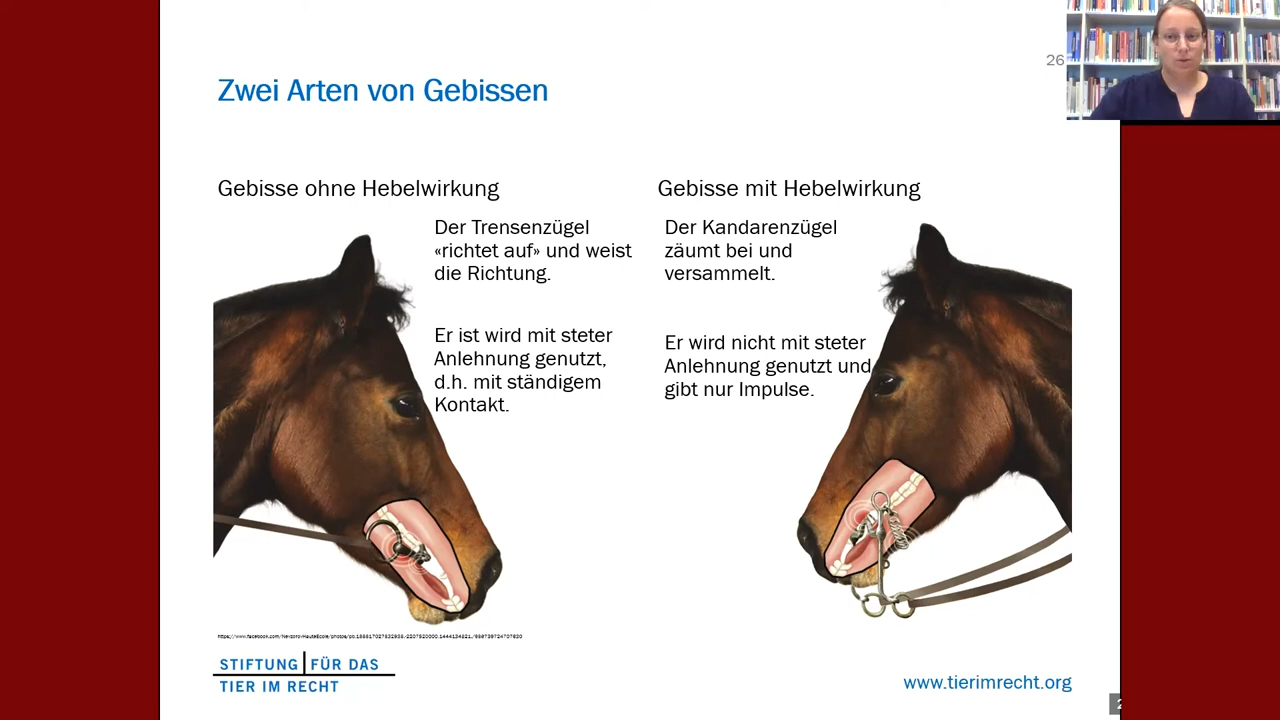 26
Zwei Arten von Gebissen
Gebisse ohne Hebelwirkung
Der Trensenzügel
«richtet auf» und weist
die Richtung.
Er ist wird mit steter
Anlehnung genutzt,
d.h. mit ständigem
Kontakt.
Gebisse mit Hebelwirkung
Der Kandarenzügel
zäumt bei und
versammelt.
Er wird nicht mit steter
Anlehnung genutzt und
gibt nur Impulse.
STIFTUNG FÜR DAS
TIER IM RECHT
www.tierimrecht.org